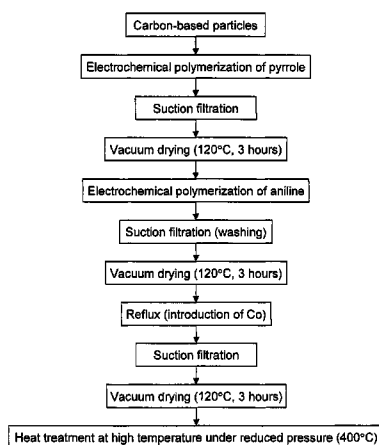 Carbon-based particles
Electrochemical polymerization of pyrrole
Suction filtration
Vacuum drying (120°C, 3 hours)
Electrochemical polymerization of aniline
Suction filtration (washing)
Vacuum drying (120°C, 3 hours)
Reflux (introduction of Co)
Suction filtration
Vacuum drying (120°C, 3 hours)
Heat treatment at high temperature under reduced pressure (400°C)